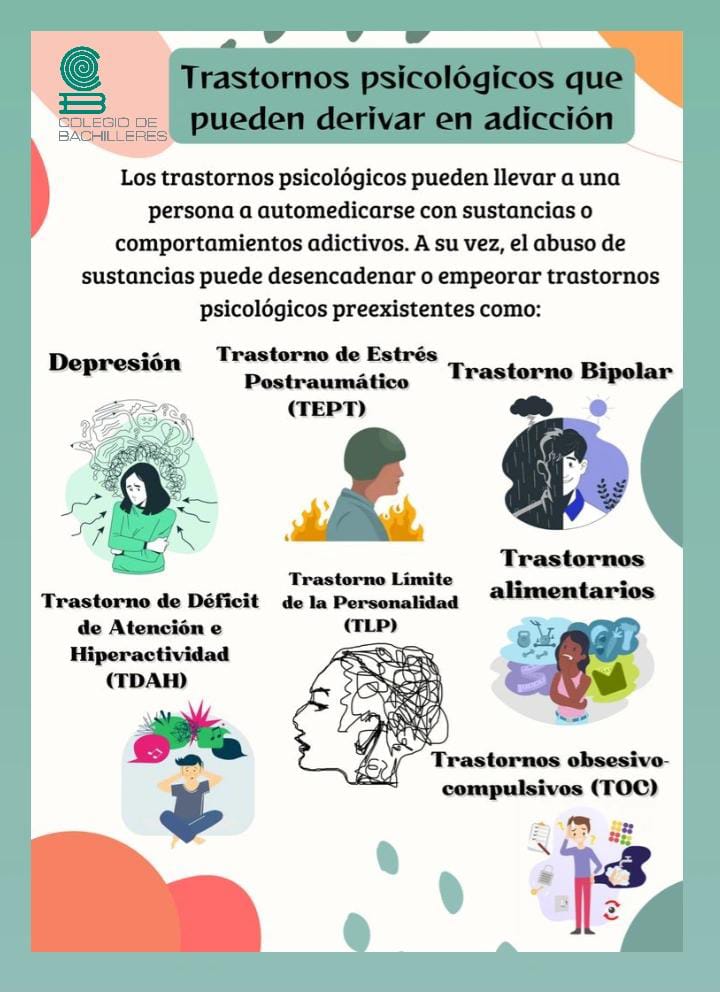 COLEGIO DE
BACHILLERES
Trastornos psicológicos que
pueden derivar en adicción
Los trastornos psicológicos pueden llevar a una
persona a automedicarse con sustancias o
comportamientos adictivos. A su vez, el abuso de
sustancias puede desencadenar o empeorar trastornos
psicológicos preexistentes como:
Depresión
Trastorno de Estrés
Postraumático
(TEPT)
Trastorno Bipolar
Trastorno de Déficit
de Atención e
Hiperactividad
(TDAH)
Trastorno Límite
de la Personalidad
(TLP)
Trastornos
alimentarios
Trastornos obsesivo-
compulsivos (TOC)